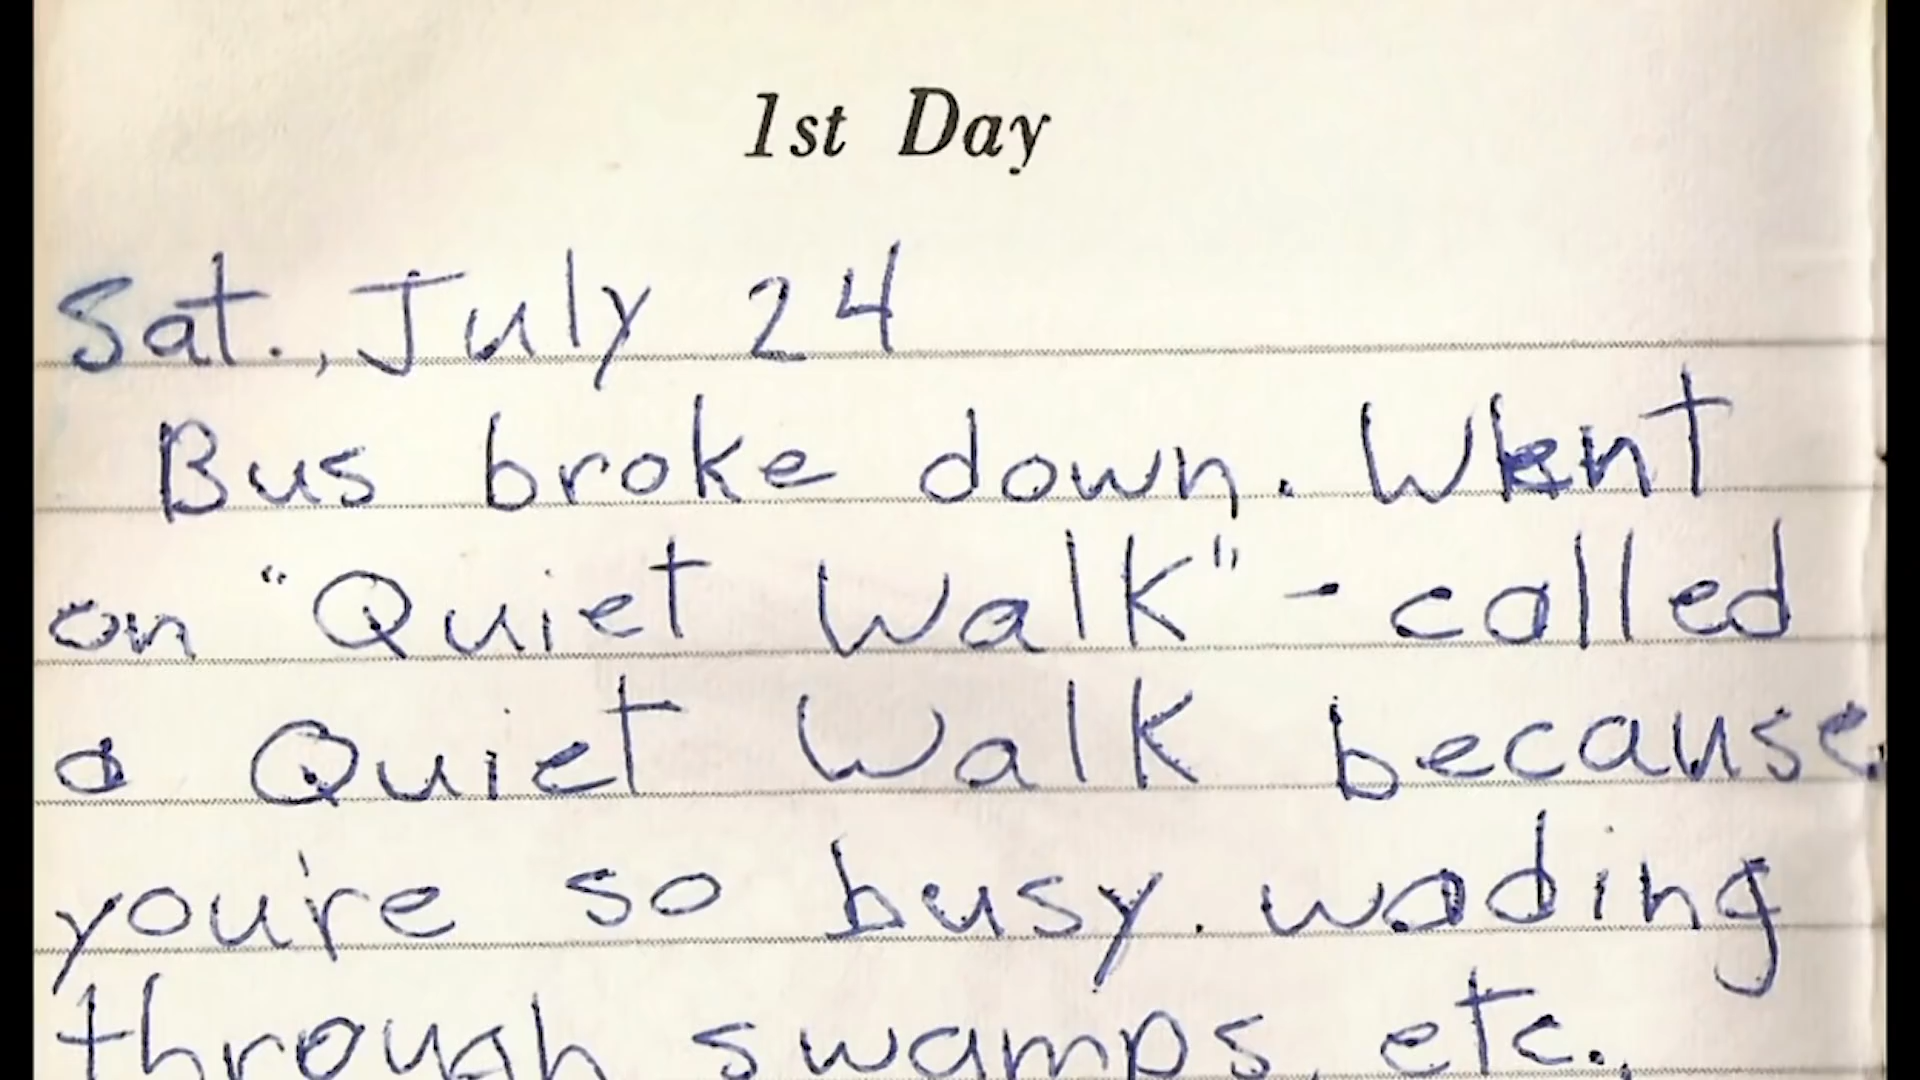 1st Day
Sat., July 24
Bus broke down. Went
on "Quiet Walk" - called
a Quiet Walk because
you're so busy. wading
through swamps, etc.,